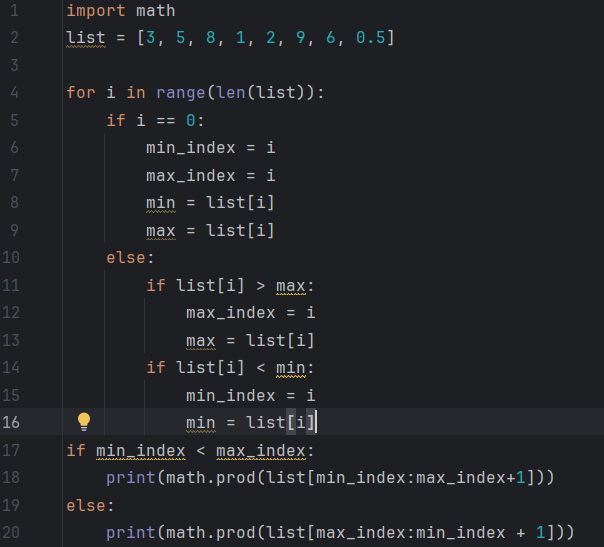 1 import math
2 list = [3, 5, 8, 1, 2, 9, 6, 0.5]
3
4 for i in range(len(list)):
5     if i == 0:
6         min_index = i
7         max_index = i
8         min = list[i]
9         max = list[i]
10     else:
11         if list[i] > max:
12             max_index = i
13             max = list[i]
14         if list[i] < min:
15             min_index = i
16             min = list[i]
17 if min_index < max_index:
18     print(math.prod(list[min_index:max_index+1]))
19 else:
20     print(math.prod(list[max_index:min_index + 1]))